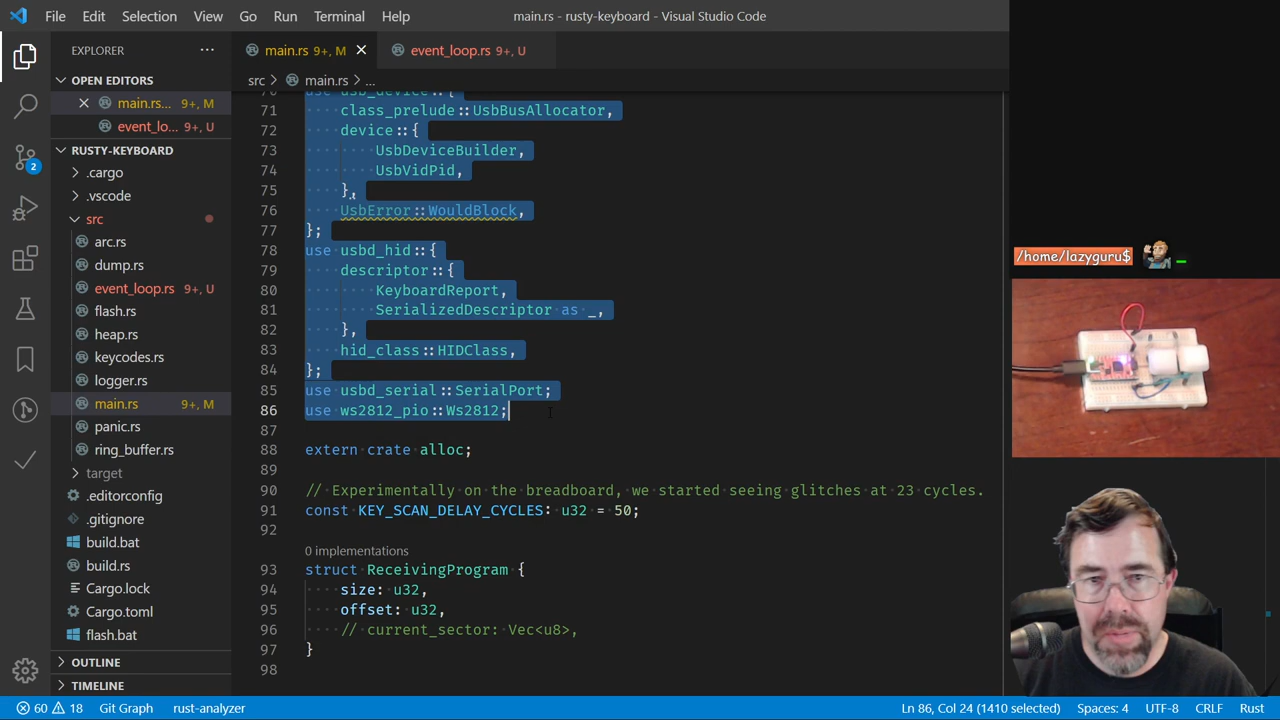 File Edit Selection View Go Run Terminal Help
main.rs - rusty-keyboard - Visual Studio Code
EXPLORER
OPEN EDITORS
main.rs... 9+, M
event_lo... 9+, U
RUSTY-KEYBOARD
.cargo
.vscode
src
arc.rs
dump.rs
event_loop.rs 9+, U
flash.rs
heap.rs
keycodes.rs
logger.rs
main.rs 9+, M
panic.rs
ring_buffer.rs
target
.editorconfig
.gitignore
build.bat
build.rs
Cargo.lock
Cargo.toml
flash.bat
OUTLINE
TIMELINE
2
main.rs 9+, M
event_loop.rs 9+, U
src > main.rs > ...
70 use usb_device::{
71 class_prelude::UsbBusAllocator,
72 device::{
73 UsbDeviceBuilder,
74 UsbVidPid,
75 },
76 UsbError::WouldBlock,
77 };
78 use usbd_hid::{
79 descriptor::{
80 KeyboardReport,
81 SerializedDescriptor as _,
82 },
83 hid_class::HIDClass,
84 };
85 use usbd_serial::SerialPort;
86 use ws2812_pio::Ws2812;
87
88 extern crate alloc;
89
90 // Experimentally on the breadboard, we started seeing glitches at 23 cycles.
91 const KEY_SCAN_DELAY_CYCLES: u32 = 50;
92
0 implementations
93 struct ReceivingProgram {
94 size: u32,
95 offset: u32,
96 // current_sector: Vec<u8>,
97 }
98
/home/lazyguru$
60 18 Git Graph rust-analyzer
Ln 86, Col 24 (1410 selected) Spaces: 4 UTF-8 CRLF Rust